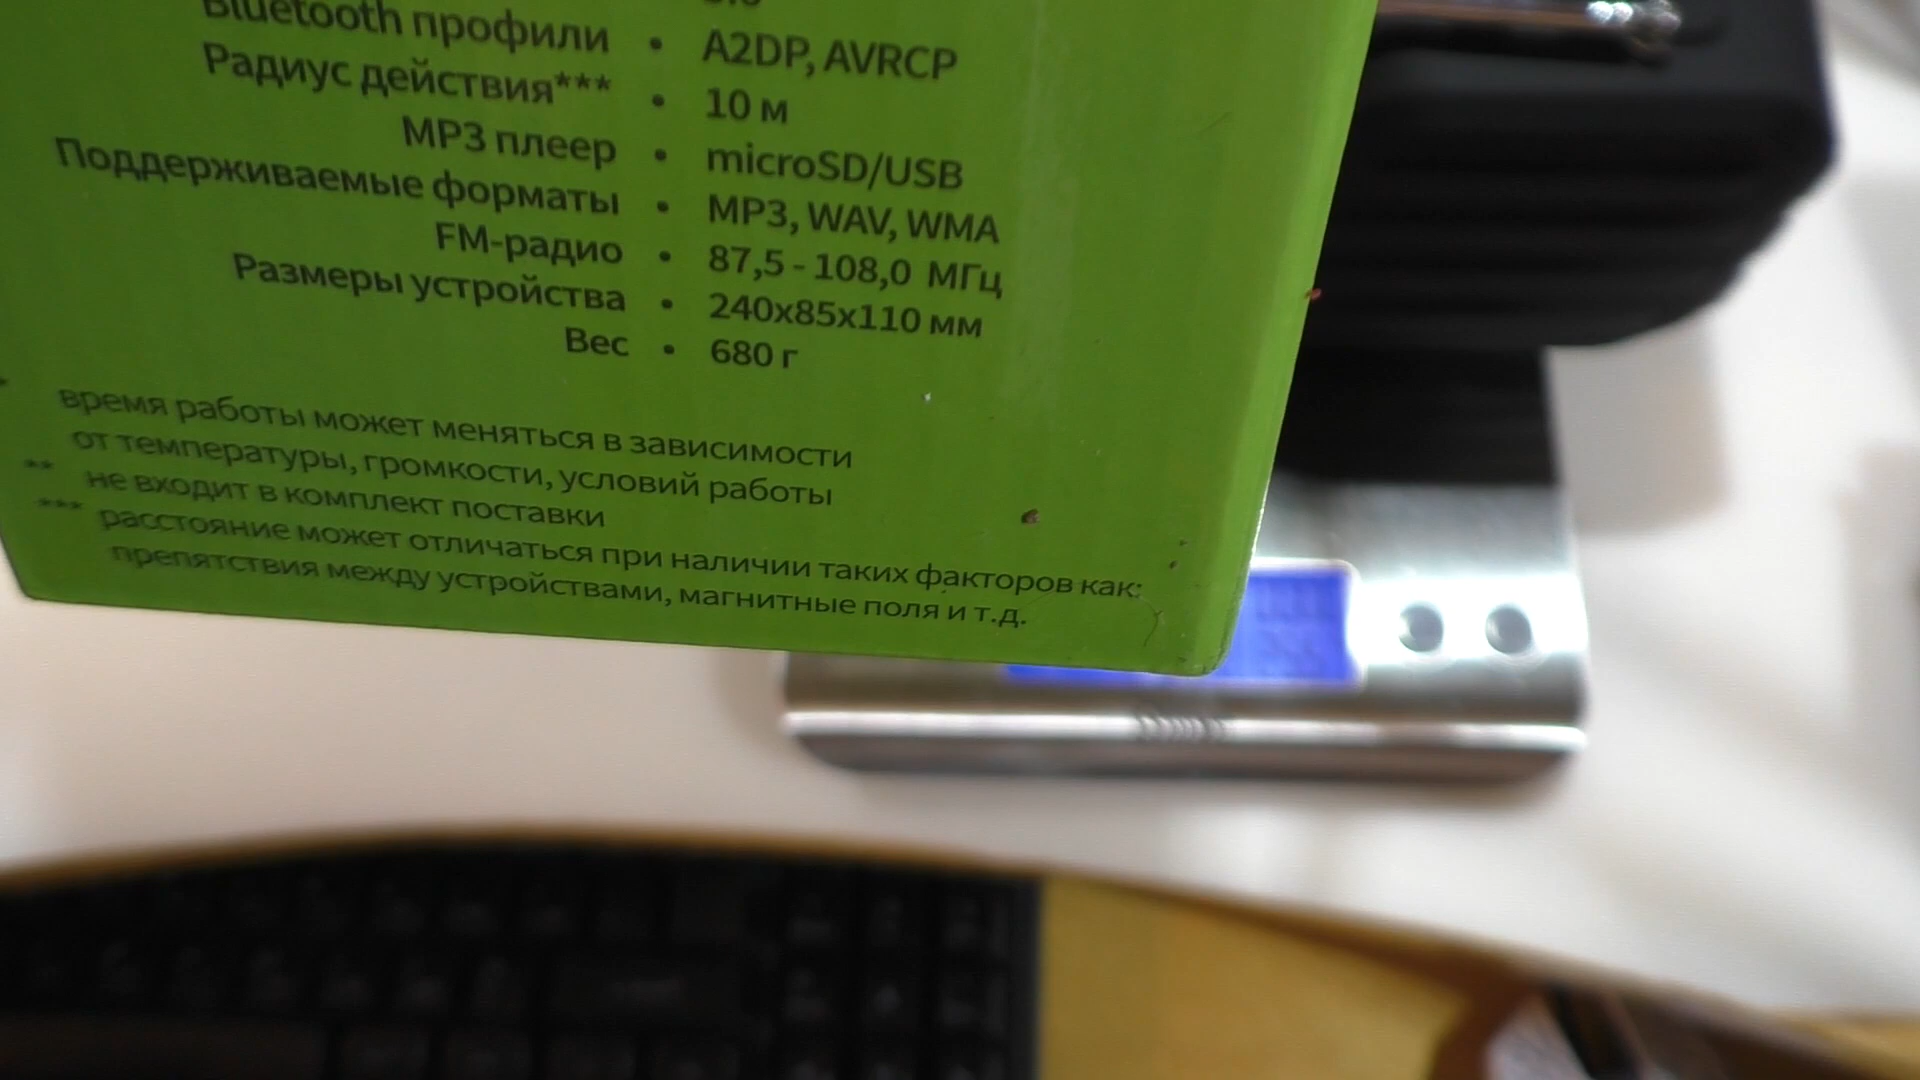 Bluetooth профили • A2DP, AVRCP
Радиус действия*** • 10 м
MP3 плеер • microSD/USB
Поддерживаемые форматы • MP3, WAV, WMA
FM-радио • 87,5 - 108,0 МГц
Размеры устройства • 240x85x110 мм
Вес • 680 г
* время работы может меняться в зависимости
от температуры, громкости, условий работы
** не входит в комплект поставки
*** расстояние может отличаться при наличии таких факторов как:
препятствия между устройствами, магнитные поля и т.д.